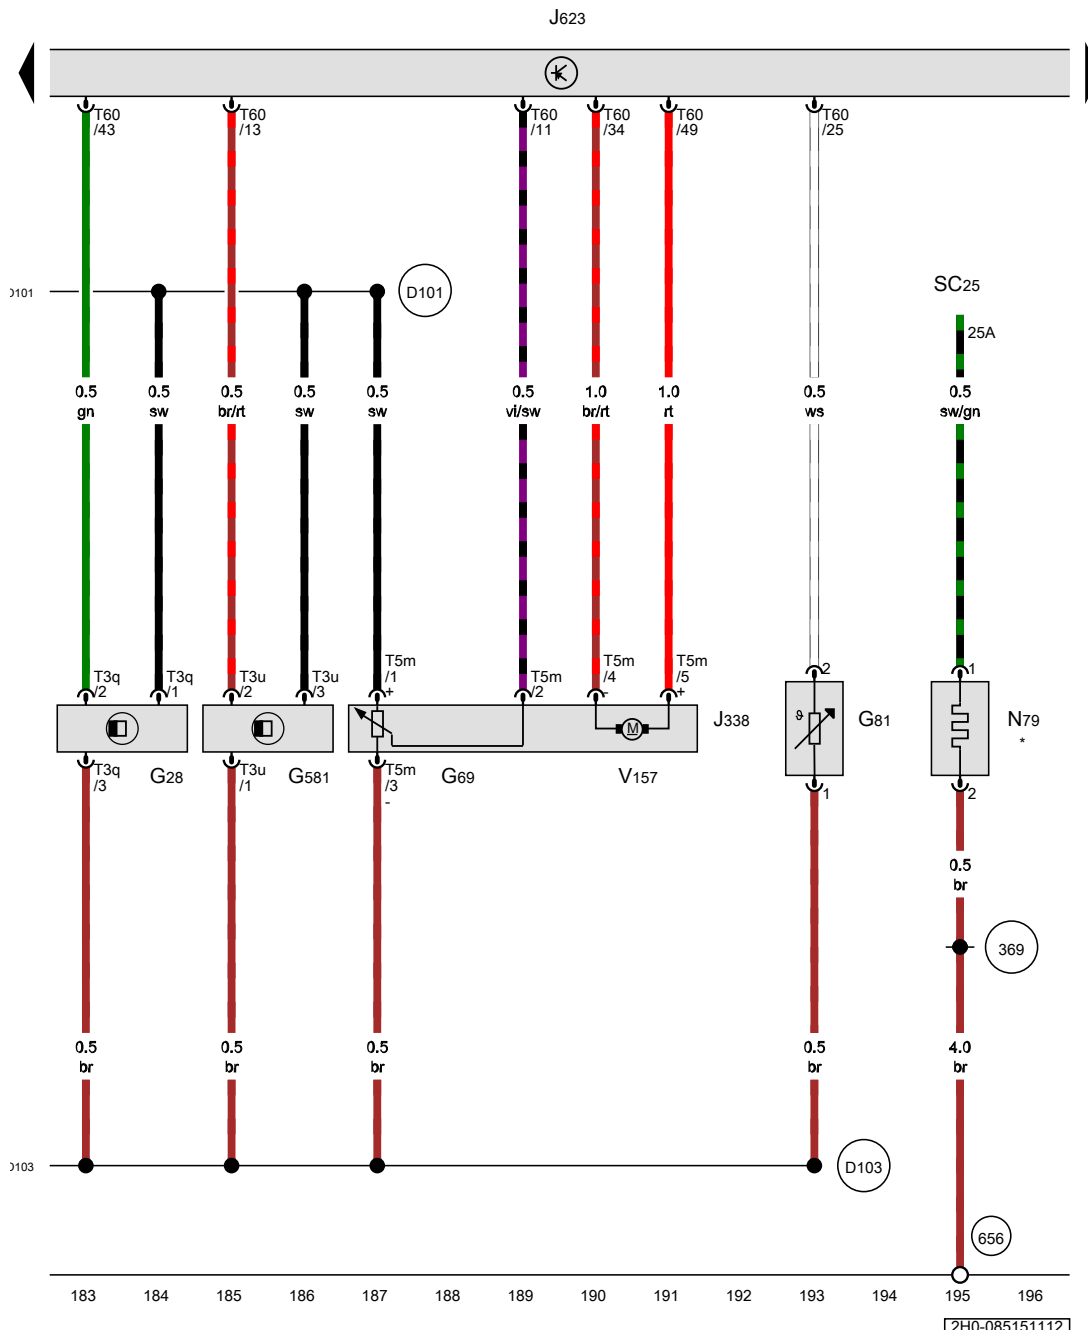 J623
T60 T60 T60 T60 T60 T60
/43 /13 /11 /34 /49 /25
SC25
D101
25A
0.5 0.5 0.5 0.5 0.5 0.5 1.0 1.0 0.5 0.5
gn sw br/rt sw sw vi/sw br/rt rt ws sw/gn
T3q T3q T3u T3u T5m T5m T5m T5m
/2 /1 /2 /3 /1 /2 /4 /5 2 1
+ - +
M
J338 ϑ G81 N79
*
T3q G28 T3u G581 T5m G69 V157
/3 /1 /3 1 2
-
0.5
br
369
0.5 0.5 0.5 0.5 4.0
br br br br br
D103
656
183 184 185 186 187 188 189 190 191 192 193 194 195 196
2H0-085151112